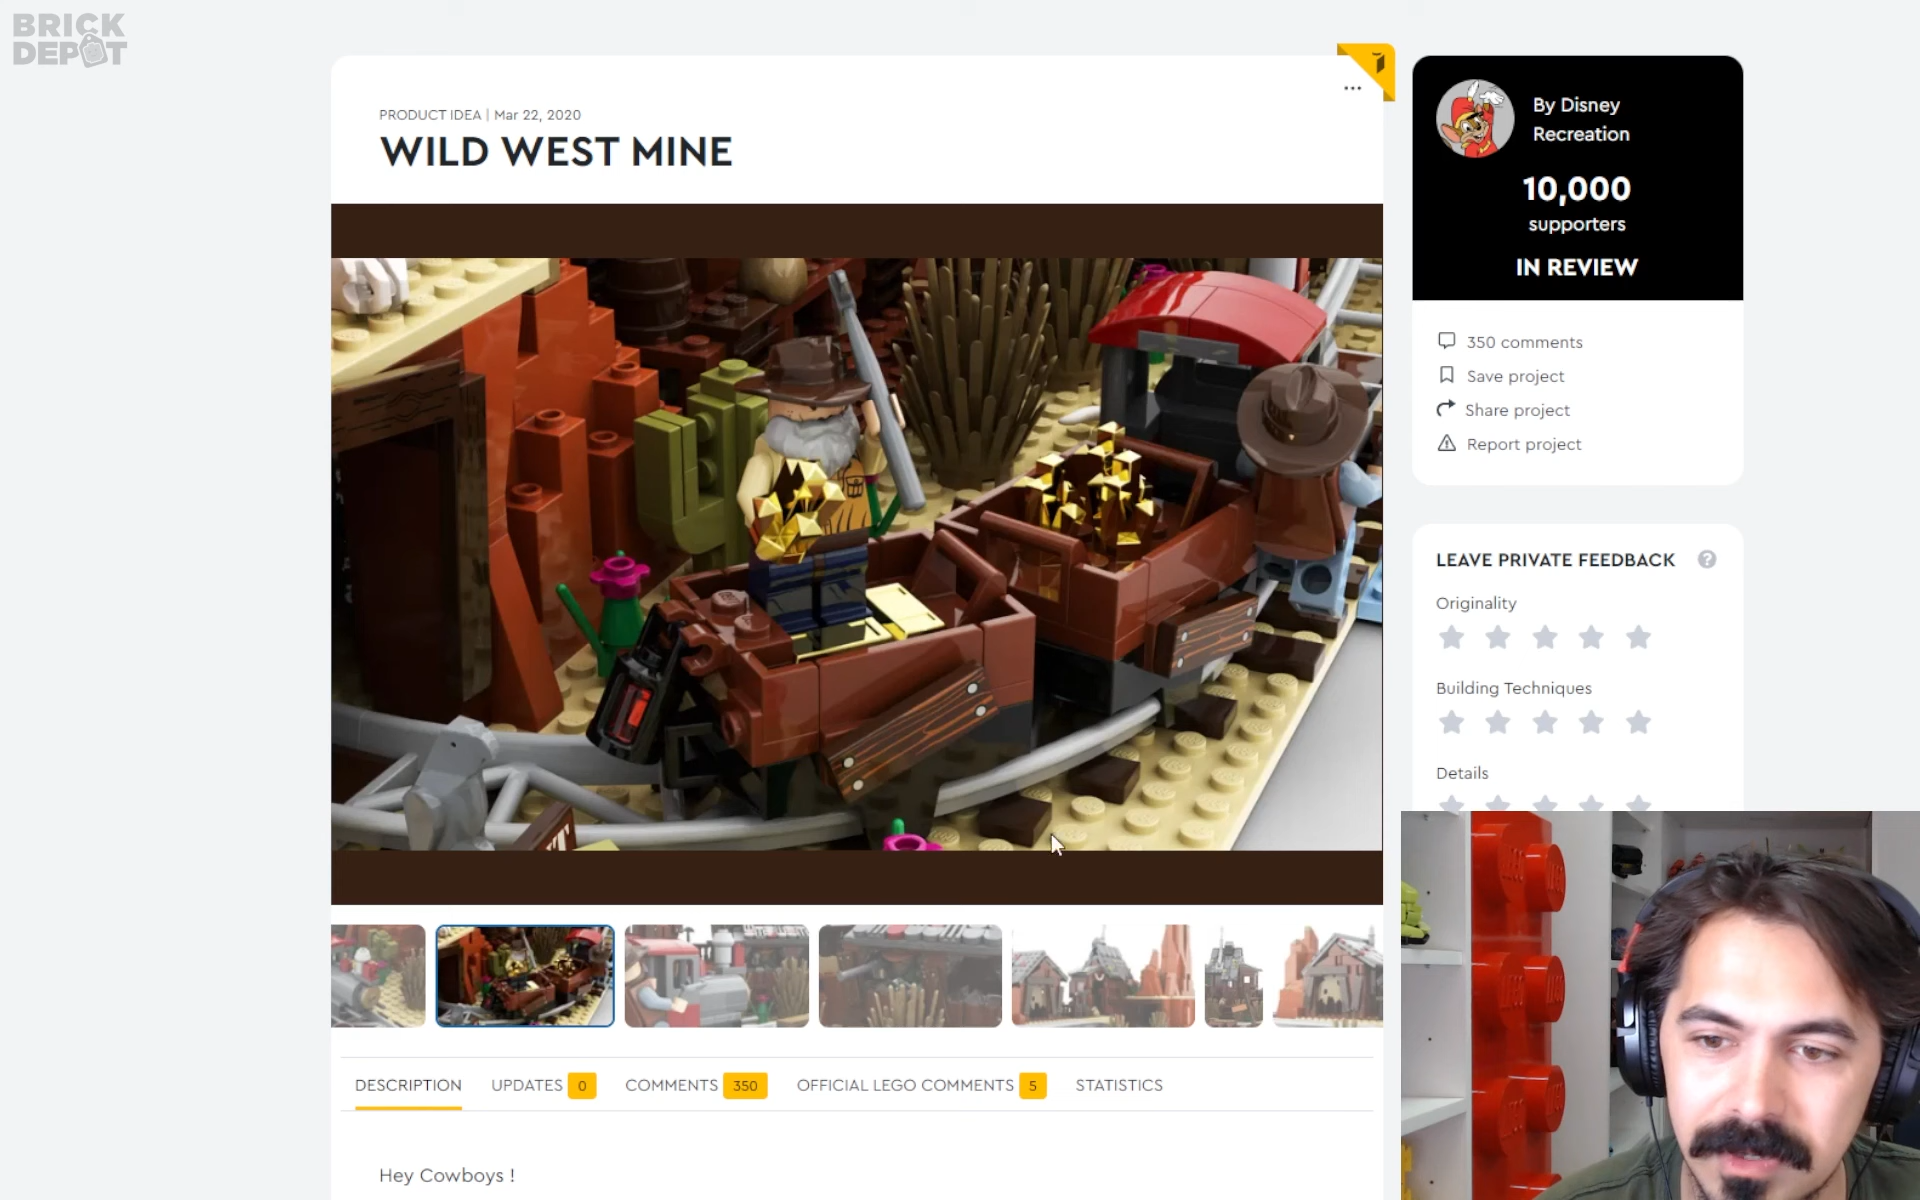 BRICK
DEPOT
PRODUCT IDEA | Mar 22, 2020
WILD WEST MINE
By Disney
Recreation
10,000
supporters
IN REVIEW
350 comments
Save project
Share project
Report project
LEAVE PRIVATE FEEDBACK ?
Originality
Building Techniques
Details
DESCRIPTION UPDATES 0 COMMENTS 350 OFFICIAL LEGO COMMENTS 5 STATISTICS
Hey Cowboys !